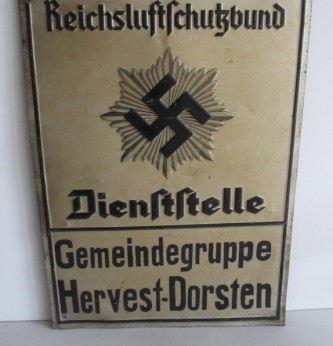 Reichsluftschutzbund
Dienststelle
Gemeindegruppe
Hervest-Dorsten